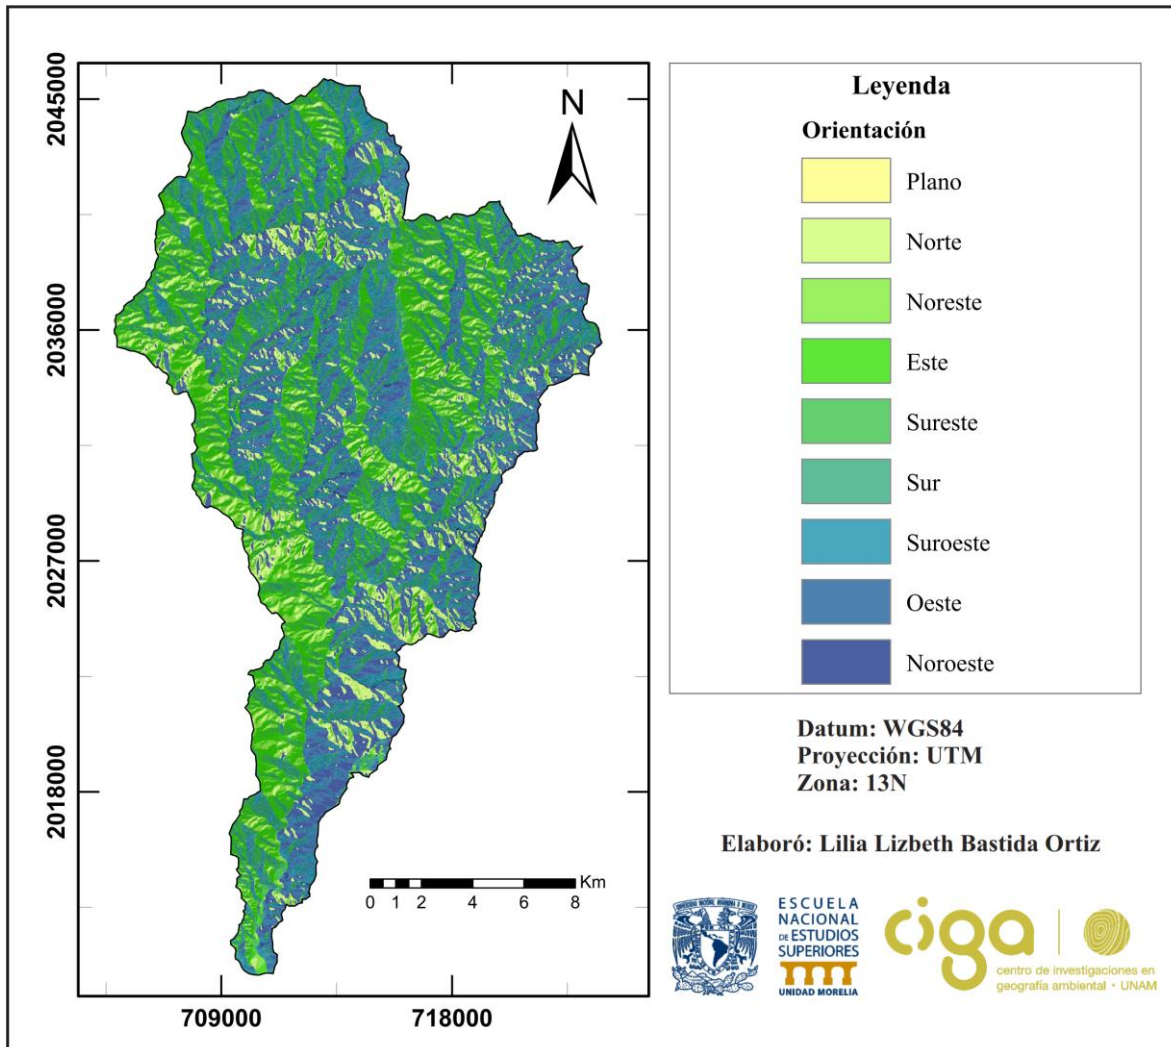 2045000
2036000
2027000
2018000
709000
718000
N
Km
0 1 2 4 6 8
Leyenda
Orientación
Plano
Norte
Noreste
Este
Sureste
Sur
Suroeste
Oeste
Noroeste
Datum: WGS84
Proyección: UTM
Zona: 13N
Elaboró: Lilia Lizbeth Bastida Ortiz
ESCUELA
NACIONAL
DE ESTUDIOS
SUPERIORES
UNIDAD MORELIA
ciga
centro de investigaciones en
geografía ambiental • UNAM